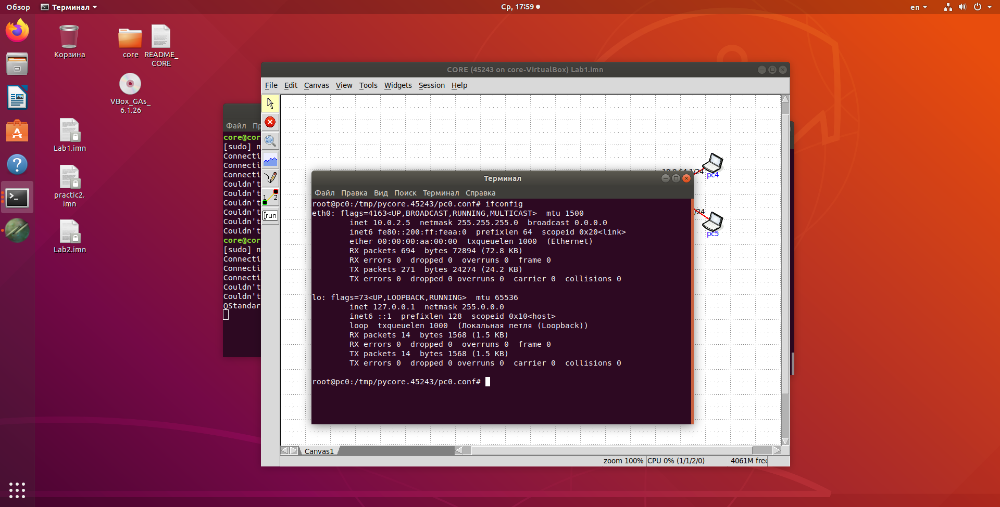 Обзор
Терминал
Ср, 17:59
en
Корзина
core
README_
CORE
VBox_GAs_
6.1.26
Lab1.imn
practic2.
imn
Lab2.imn
Файл Пр
core@cor
[sudo] п
Connecti
Connecti
Connecti
Couldn't
Couldn't
Couldn't
Couldn't
Couldn't
Couldn't
core@cor
[sudo] п
Connecti
Connecti
Connecti
Couldn't
Couldn't
QStandar
CORE (45243 on core-VirtualBox) Lab1.imn
File Edit Canvas View Tools Widgets Session Help
1 2
run
pc4
/24
pc5
Терминал
Файл Правка Вид Поиск Терминал Справка
root@pc0:/tmp/pycore.45243/pc0.conf# ifconfig
eth0: flags=4163<UP,BROADCAST,RUNNING,MULTICAST>  mtu 1500
inet 10.0.2.5  netmask 255.255.255.0  broadcast 0.0.0.0
inet6 fe80::200:ff:feaa:0  prefixlen 64  scopeid 0x20<link>
ether 00:00:00:aa:00:00  txqueuelen 1000  (Ethernet)
RX packets 694  bytes 72894 (72.8 KB)
RX errors 0  dropped 0  overruns 0  frame 0
TX packets 271  bytes 24274 (24.2 KB)
TX errors 0  dropped 0 overruns 0  carrier 0  collisions 0
lo: flags=73<UP,LOOPBACK,RUNNING>  mtu 65536
inet 127.0.0.1  netmask 255.0.0.0
inet6 ::1  prefixlen 128  scopeid 0x10<host>
loop  txqueuelen 1000  (Локальная петля (Loopback))
RX packets 14  bytes 1568 (1.5 KB)
RX errors 0  dropped 0  overruns 0  frame 0
TX packets 14  bytes 1568 (1.5 KB)
TX errors 0  dropped 0 overruns 0  carrier 0  collisions 0
root@pc0:/tmp/pycore.45243/pc0.conf#
Canvas1
zoom 100%
CPU 0% (1/1/2/0)
4061M free